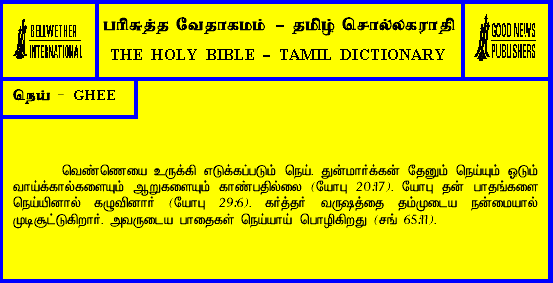 BELLWETHER
INTERNATIONAL
பரிசுத்த வேதாகமம் - தமிழ் சொல்லகராதி
THE HOLY BIBLE - TAMIL DICTIONARY
GOOD NEWS
PUBLISHERS
நெய் - GHEE
வெண்ணெயை உருக்கி எடுக்கப்படும் நெய். துன்மார்க்கன் தேனும் நெய்யும் ஓடும்
வாய்க்கால்களையும் ஆறுகளையும் காண்பதில்லை (யோபு 20:17). யோபு தன் பாதங்களை
நெய்யினால் கழுவினார் (யோபு 29:6). கர்த்தர் வருஷத்தை தம்முடைய நன்மையால்
முடிசூட்டுகிறார். அவருடைய பாதைகள் நெய்யாய் பொழிகிறது (சங் 65:11).